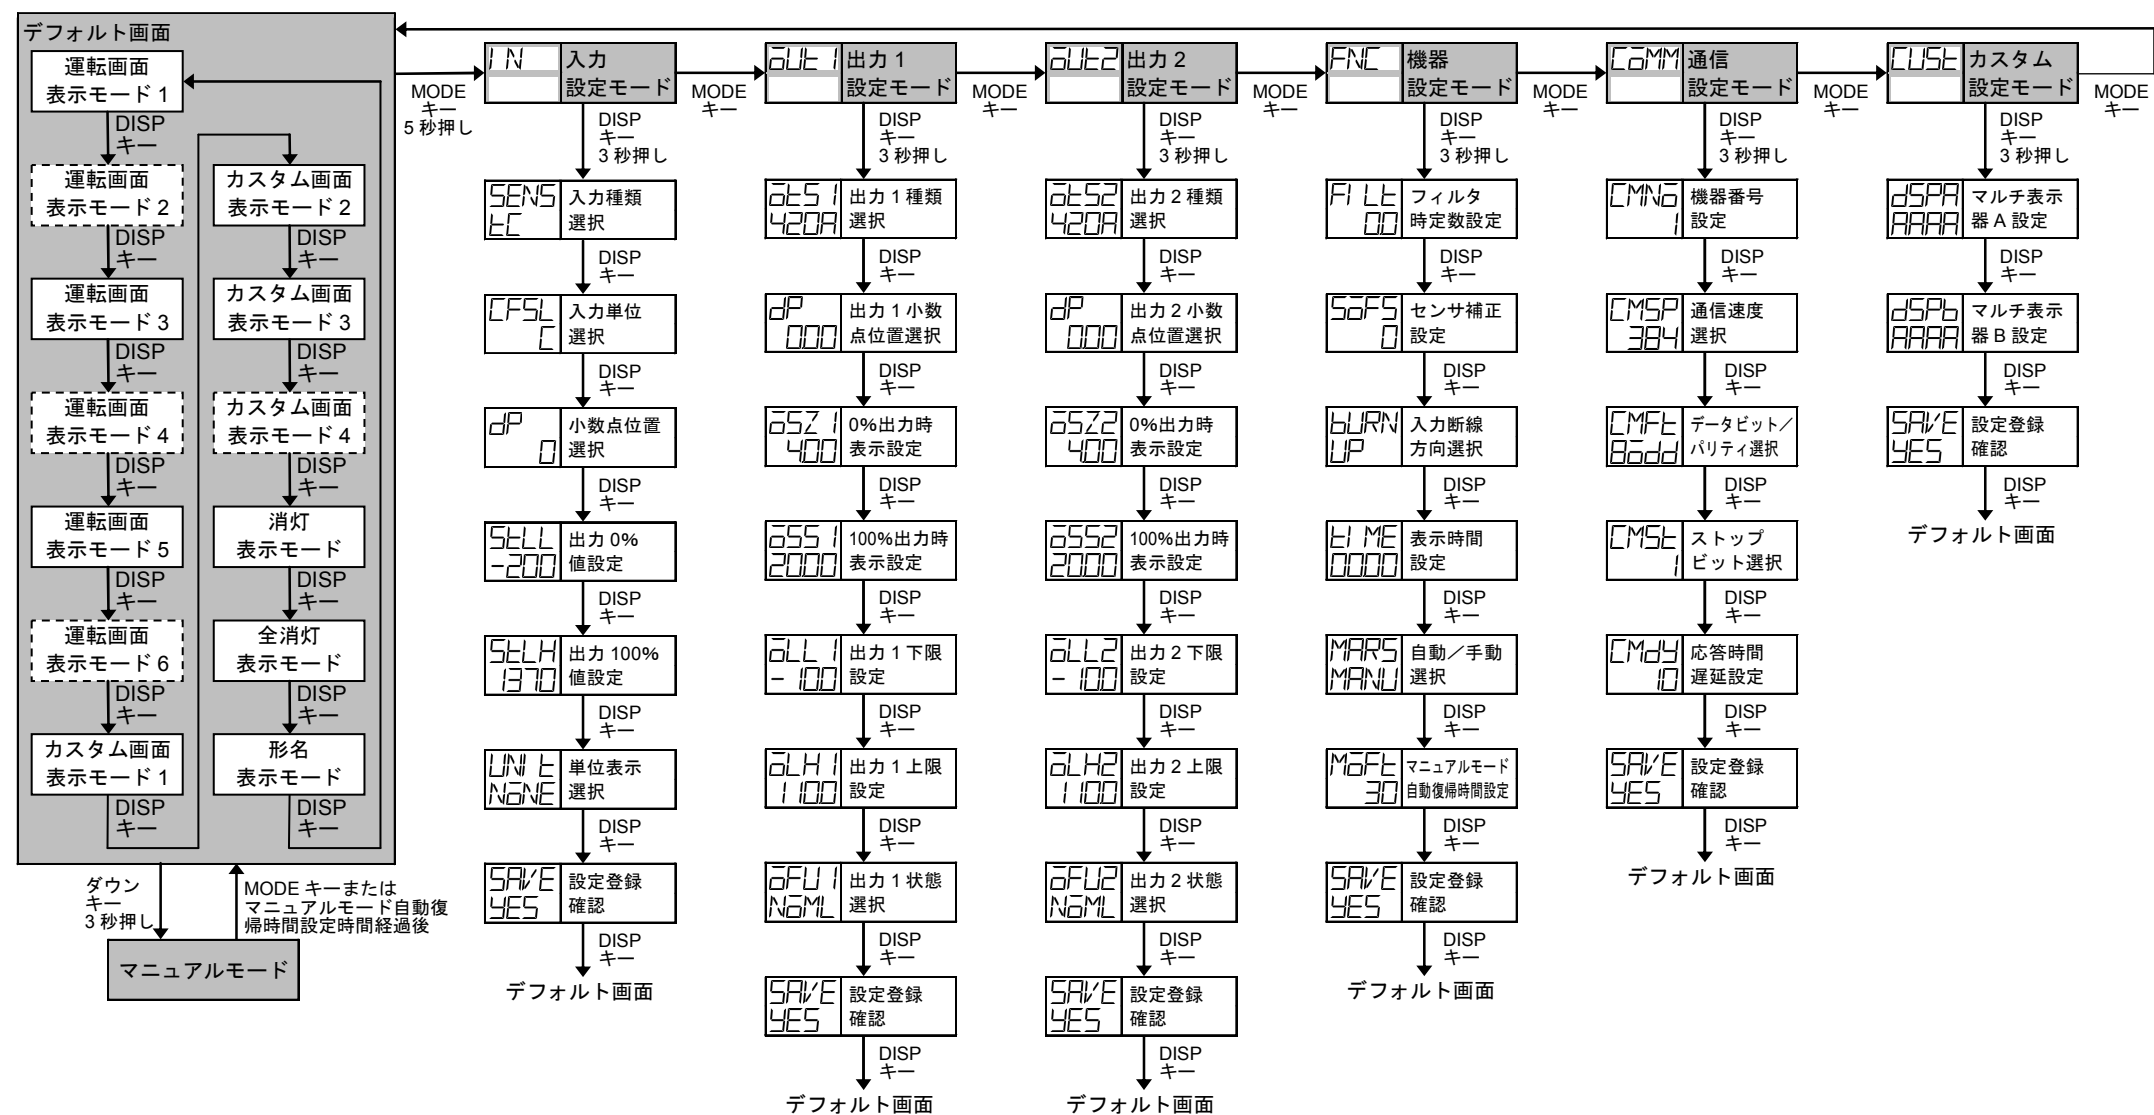 デフォルト画面
運転画面
表示モード 1
DISP
キー
運転画面
表示モード 2
DISP
キー
運転画面
表示モード 3
DISP
キー
運転画面
表示モード 4
DISP
キー
運転画面
表示モード 5
DISP
キー
運転画面
表示モード 6
DISP
キー
カスタム画面
表示モード 1
DISP
キー
カスタム画面
表示モード 2
DISP
キー
カスタム画面
表示モード 3
DISP
キー
カスタム画面
表示モード 4
DISP
キー
消灯
表示モード
DISP
キー
全消灯
表示モード
DISP
キー
形名
表示モード
DISP
キー
ダウン
キー
3 秒押し
MODE キーまたは
マニュアルモード自動復
帰時間設定時間経過後
マニュアルモード
MODE
キー
5 秒押し
IN 入力
設定モード
DISP
キー
3 秒押し
SENS 入力種類
tC 選択
DISP
キー
CFSL 入力単位
C 選択
DISP
キー
dP 小数点位置
0 選択
DISP
キー
StLL 出力 0%
-200 値設定
DISP
キー
StLH 出力 100%
1370 値設定
DISP
キー
UNIt 単位表示
NoNE 選択
DISP
キー
SAVE 設定登録
YES 確認
DISP
キー
デフォルト画面
MODE
キー
oUt1 出力 1
設定モード
DISP
キー
3 秒押し
otS1 出力 1 種類
420A 選択
DISP
キー
dP 出力 1 小数
0.00 点位置選択
DISP
キー
oSZ1 0%出力時
4.00 表示設定
DISP
キー
oSS1 100%出力時
20.00 表示設定
DISP
キー
oLL1 出力 1 下限
-10.0 設定
DISP
キー
oLH1 出力 1 上限
110.0 設定
DISP
キー
oFU1 出力 1 状態
NoML 選択
DISP
キー
SAVE 設定登録
YES 確認
DISP
キー
デフォルト画面
MODE
キー
oUt2 出力 2
設定モード
DISP
キー
3 秒押し
otS2 出力 2 種類
420A 選択
DISP
キー
dP 出力 2 小数
0.00 点位置選択
DISP
キー
oSZ2 0%出力時
4.00 表示設定
DISP
キー
oSS2 100%出力時
20.00 表示設定
DISP
キー
oLL2 出力 2 下限
-10.0 設定
DISP
キー
oLH2 出力 2 上限
110.0 設定
DISP
キー
oFU2 出力 2 状態
NoML 選択
DISP
キー
SAVE 設定登録
YES 確認
DISP
キー
デフォルト画面
MODE
キー
FNC 機器
設定モード
DISP
キー
3 秒押し
FILt フィルタ
0.0 時定数設定
DISP
キー
SoFS センサ補正
0 設定
DISP
キー
bURN 入力断線
UP 方向選択
DISP
キー
tIME 表示時間
00.00 設定
DISP
キー
MARS 自動／手動
MANU 選択
DISP
キー
MoFt マニュアルモード
30 自動復帰時間設定
DISP
キー
SAVE 設定登録
YES 確認
DISP
キー
デフォルト画面
MODE
キー
CoMM 通信
設定モード
DISP
キー
3 秒押し
CMNo 機器番号
1 設定
DISP
キー
CMSP 通信速度
384 選択
DISP
キー
CMFt データビット／
8odd パリティ選択
DISP
キー
CMSt ストップ
1 ビット選択
DISP
キー
CMdY 応答時間
10 遅延設定
DISP
キー
SAVE 設定登録
YES 確認
DISP
キー
デフォルト画面
MODE
キー
CUSt カスタム
設定モード
DISP
キー
3 秒押し
dSPA マルチ表示
AAAA 器 A 設定
DISP
キー
dSPb マルチ表示
AAAA 器 B 設定
DISP
キー
SAVE 設定登録
YES 確認
DISP
キー
デフォルト画面
MODE
キー